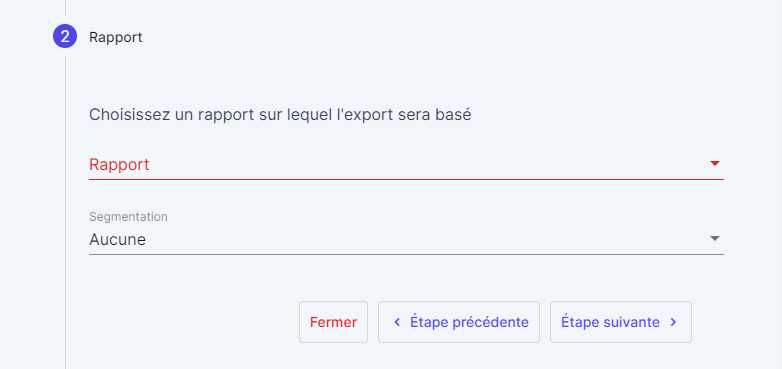 2 Rapport
Choisissez un rapport sur lequel l'export sera basé
Rapport
Segmentation
Aucune
Fermer Étape précédente Étape suivante